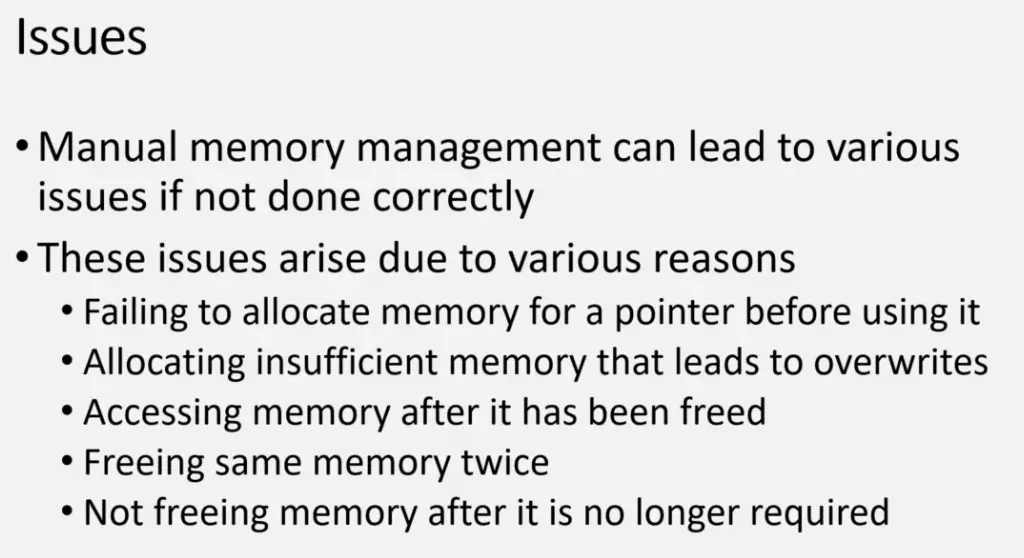 Issues
• Manual memory management can lead to various
issues if not done correctly
• These issues arise due to various reasons
• Failing to allocate memory for a pointer before using it
• Allocating insufficient memory that leads to overwrites
• Accessing memory after it has been freed
• Freeing same memory twice
• Not freeing memory after it is no longer required